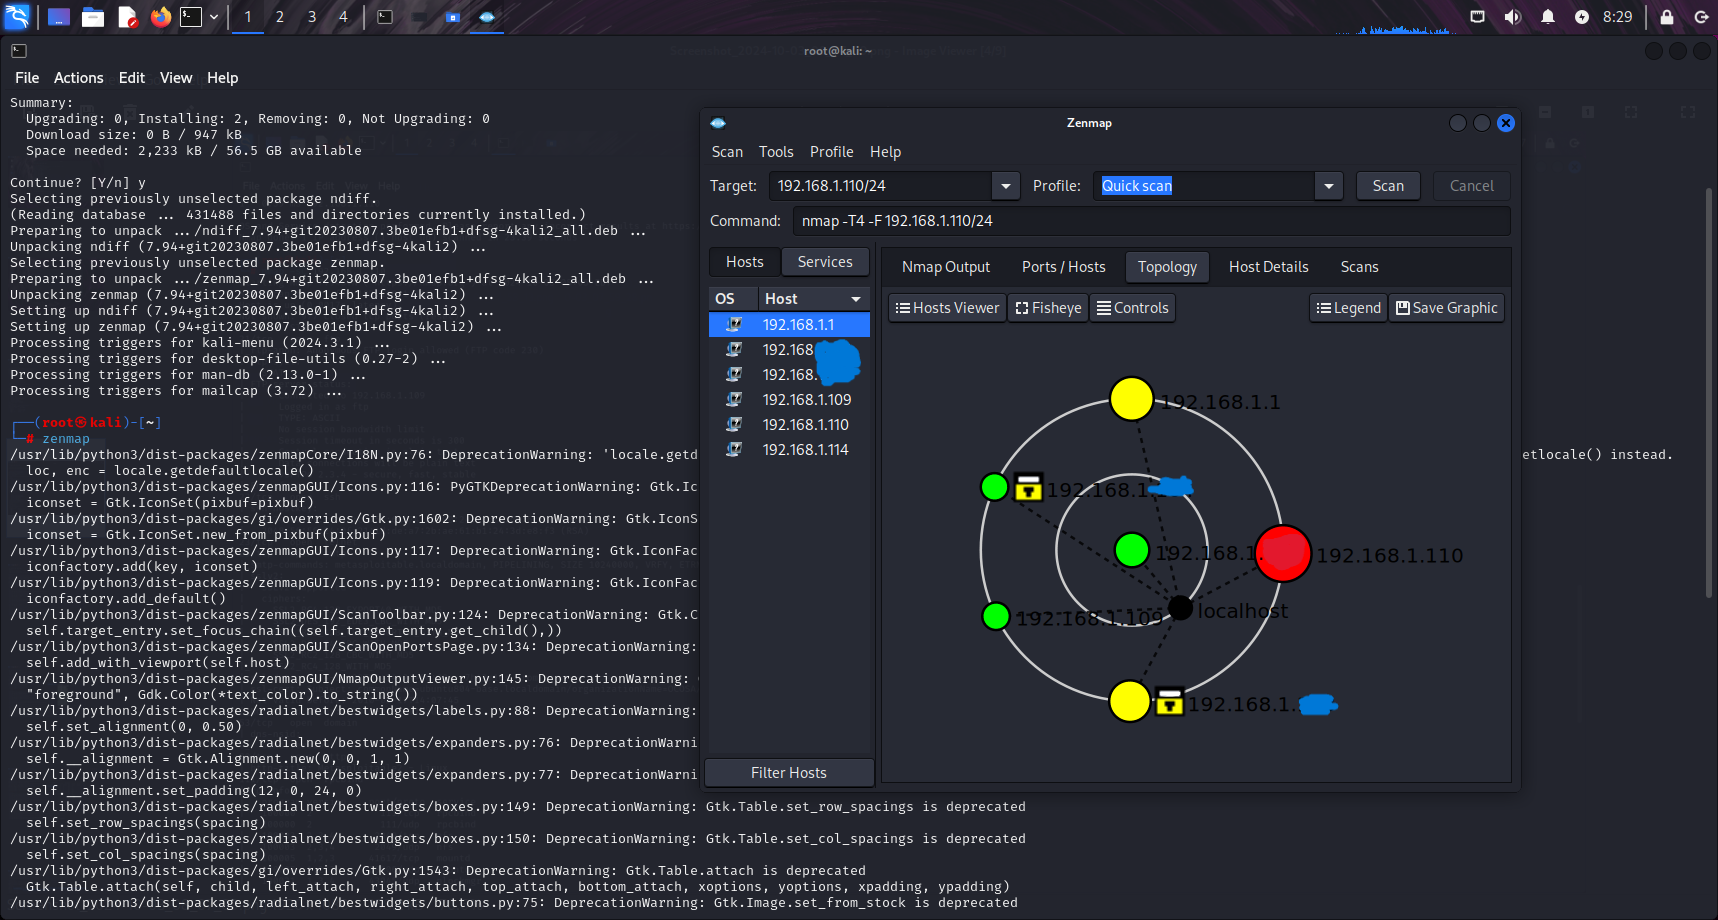 1 2 3 4
8:29
root@kali: ~
File Actions Edit View Help
Summary:
Upgrading: 0, Installing: 2, Removing: 0, Not Upgrading: 0
Download size: 0 B / 947 kB
Space needed: 2,233 kB / 56.5 GB available
Continue? [Y/n] y
Selecting previously unselected package ndiff.
(Reading database ... 431488 files and directories currently installed.)
Preparing to unpack .../ndiff_7.94+git20230807.3be01efb1+dfsg-4kali2_all.deb ...
Unpacking ndiff (7.94+git20230807.3be01efb1+dfsg-4kali2) ...
Selecting previously unselected package zenmap.
Preparing to unpack .../zenmap_7.94+git20230807.3be01efb1+dfsg-4kali2_all.deb ...
Unpacking zenmap (7.94+git20230807.3be01efb1+dfsg-4kali2) ...
Setting up ndiff (7.94+git20230807.3be01efb1+dfsg-4kali2) ...
Setting up zenmap (7.94+git20230807.3be01efb1+dfsg-4kali2) ...
Processing triggers for kali-menu (2024.3.1) ...
Processing triggers for desktop-file-utils (0.27-2) ...
Processing triggers for man-db (2.13.0-1) ...
Processing triggers for mailcap (3.72) ...
┌──(root㉿kali)-[~]
└─# zenmap
/usr/lib/python3/dist-packages/zenmapCore/I18N.py:76: DeprecationWarning: 'locale.getd
etlocale() instead.
loc, enc = locale.getdefaultlocale()
/usr/lib/python3/dist-packages/zenmapGUI/Icons.py:116: PyGTKDeprecationWarning: Gtk.Ic
iconset = Gtk.IconSet(pixbuf=pixbuf)
/usr/lib/python3/dist-packages/gi/overrides/Gtk.py:1602: DeprecationWarning: Gtk.IconS
iconset = Gtk.IconSet.new_from_pixbuf(pixbuf)
/usr/lib/python3/dist-packages/zenmapGUI/Icons.py:117: DeprecationWarning: Gtk.IconFac
iconfactory.add(key, iconset)
/usr/lib/python3/dist-packages/zenmapGUI/Icons.py:119: DeprecationWarning: Gtk.IconFac
iconfactory.add_default()
/usr/lib/python3/dist-packages/zenmapGUI/ScanToolbar.py:124: DeprecationWarning: Gtk.C
self.target_entry.set_focus_chain((self.target_entry.get_child(),))
/usr/lib/python3/dist-packages/zenmapGUI/ScanOpenPortsPage.py:134: DeprecationWarning:
self.add_with_viewport(self.host)
/usr/lib/python3/dist-packages/zenmapGUI/NmapOutputViewer.py:145: DeprecationWarning:
"foreground", Gdk.Color(*text_color).to_string())
/usr/lib/python3/dist-packages/radialnet/bestwidgets/labels.py:88: DeprecationWarning:
self.set_alignment(0, 0.50)
/usr/lib/python3/dist-packages/radialnet/bestwidgets/expanders.py:76: DeprecationWarni
self.__alignment = Gtk.Alignment.new(0, 0, 1, 1)
/usr/lib/python3/dist-packages/radialnet/bestwidgets/expanders.py:77: DeprecationWarni
self.__alignment.set_padding(12, 0, 24, 0)
/usr/lib/python3/dist-packages/radialnet/bestwidgets/boxes.py:149: DeprecationWarning: Gtk.Table.set_row_spacings is deprecated
self.set_row_spacings(spacing)
/usr/lib/python3/dist-packages/radialnet/bestwidgets/boxes.py:150: DeprecationWarning: Gtk.Table.set_col_spacings is deprecated
self.set_col_spacings(spacing)
/usr/lib/python3/dist-packages/gi/overrides/Gtk.py:1543: DeprecationWarning: Gtk.Table.attach is deprecated
Gtk.Table.attach(self, child, left_attach, right_attach, top_attach, bottom_attach, xoptions, yoptions, xpadding, ypadding)
/usr/lib/python3/dist-packages/radialnet/bestwidgets/buttons.py:75: DeprecationWarning: Gtk.Image.set_from_stock is deprecated
Zenmap
Scan Tools Profile Help
Target: 192.168.1.110/24 Profile: Quick scan Scan Cancel
Command: nmap -T4 -F 192.168.1.110/24
Hosts Services
Nmap Output Ports / Hosts Topology Host Details Scans
OS Host
Hosts Viewer Fisheye Controls Legend Save Graphic
192.168.1.1
192.168
192.168.
192.168.1.109
192.168.1.110
192.168.1.114
Filter Hosts
192.168.1.1
192.168.1.
192.168.1.
192.168.1.110
localhost
192.168.1.109
192.168.1.